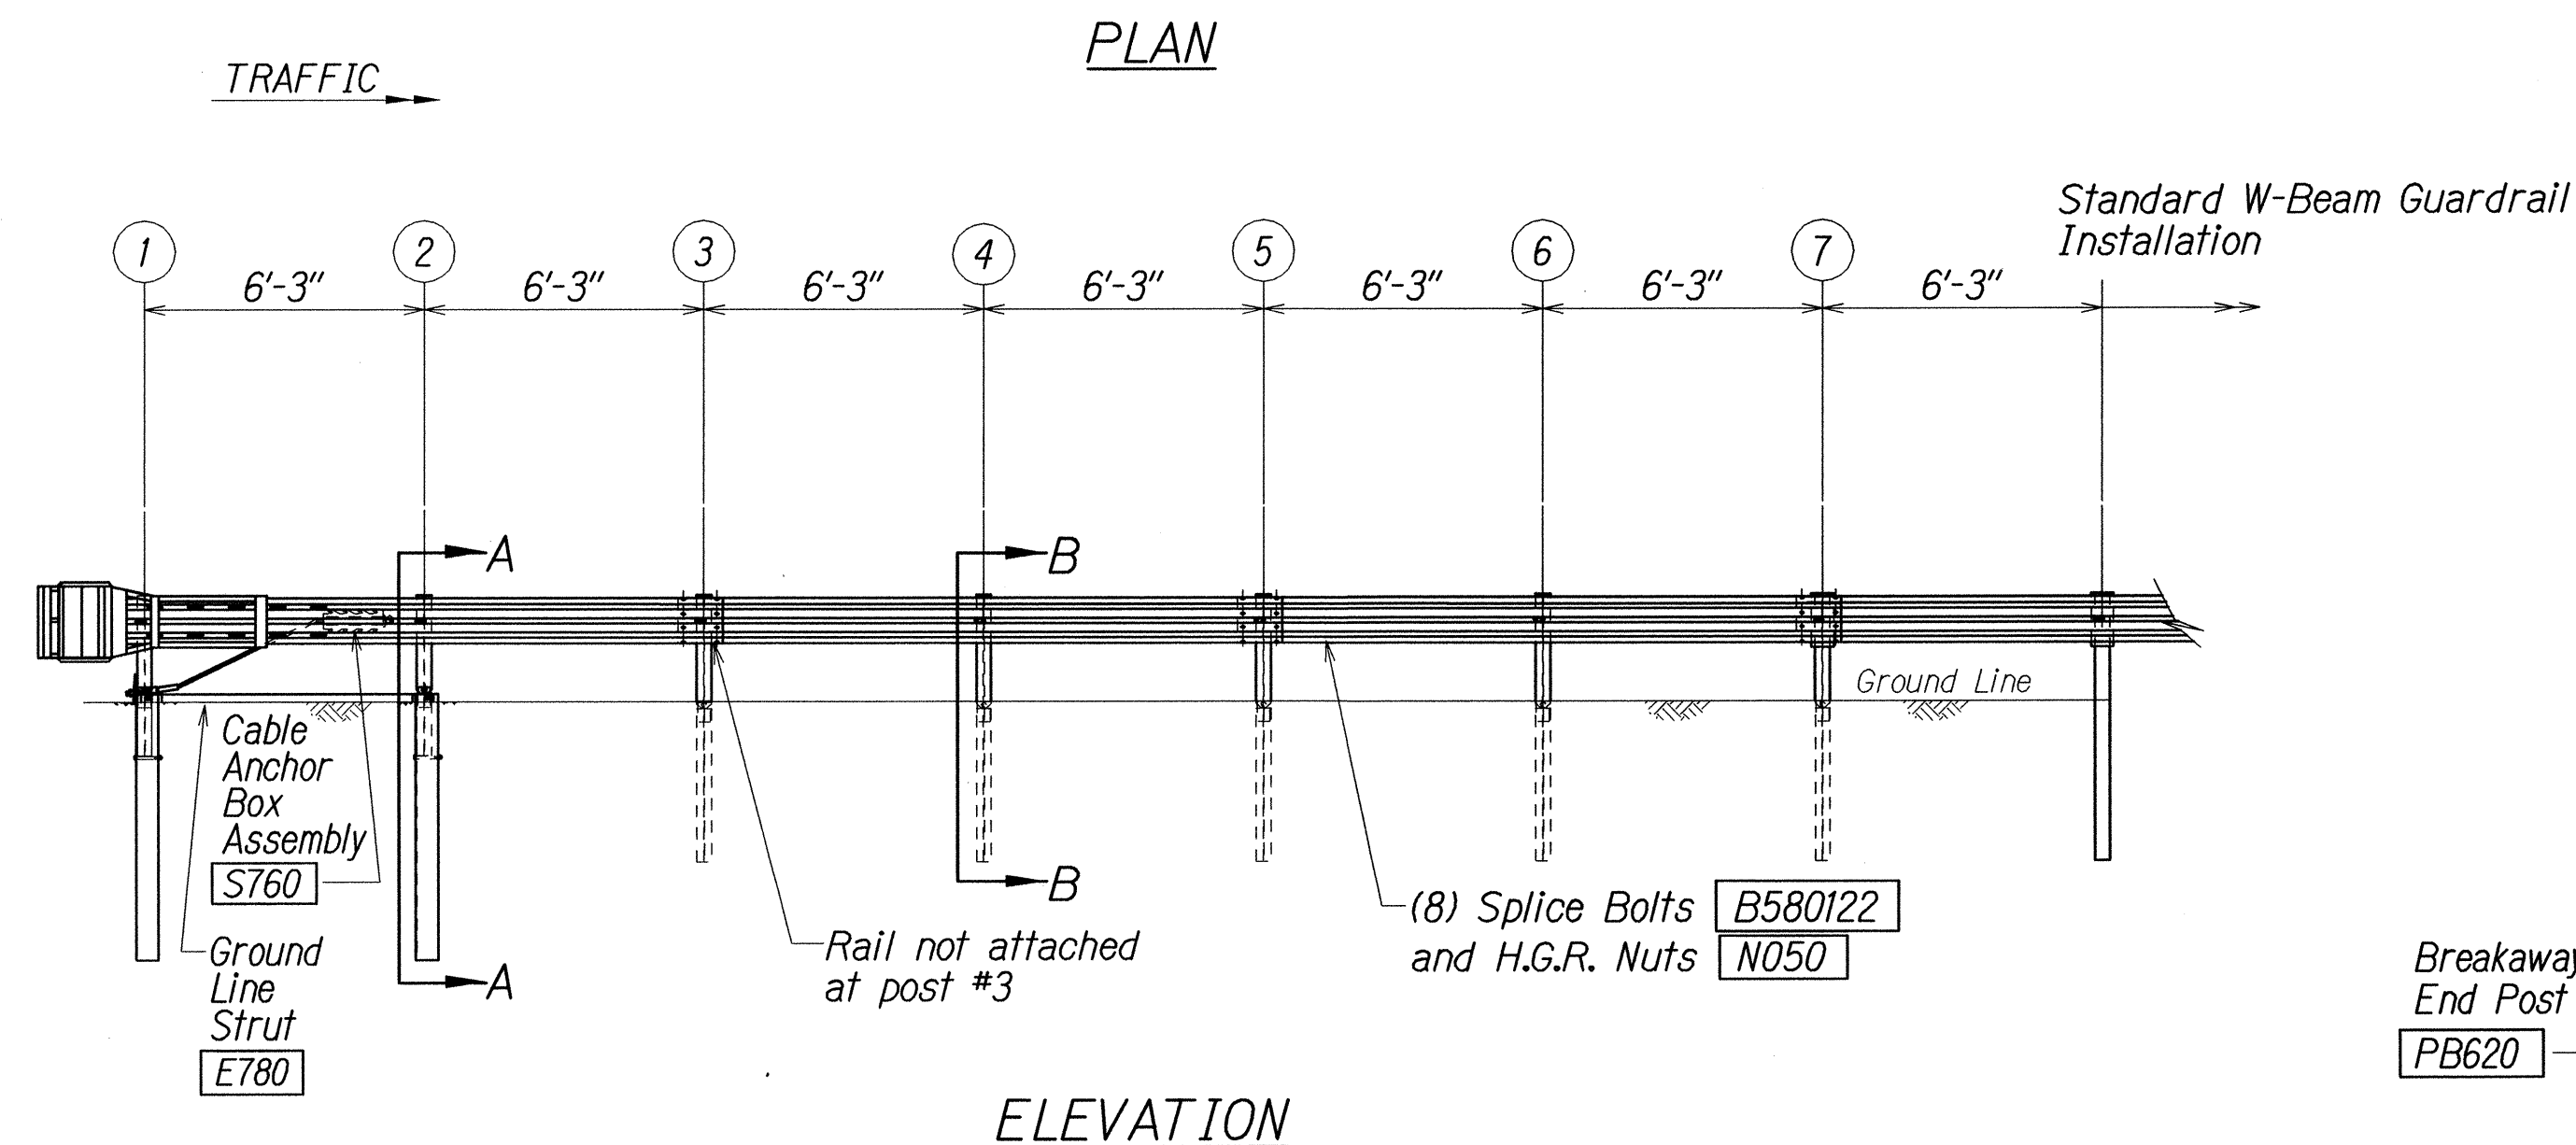 PLAN
TRAFFIC
Standard W-Beam Guardrail
Installation
1 2 3 4 5 6 7
6'-3" 6'-3" 6'-3" 6'-3" 6'-3" 6'-3" 6'-3"
A
B
Ground Line
Cable
Anchor
Box
Assembly
S760
Ground
Line
Strut
E780
A
B
Rail not attached
at post #3
(8) Splice Bolts B580122
and H.G.R. Nuts N050
Breakaway
End Post
PB620
ELEVATION